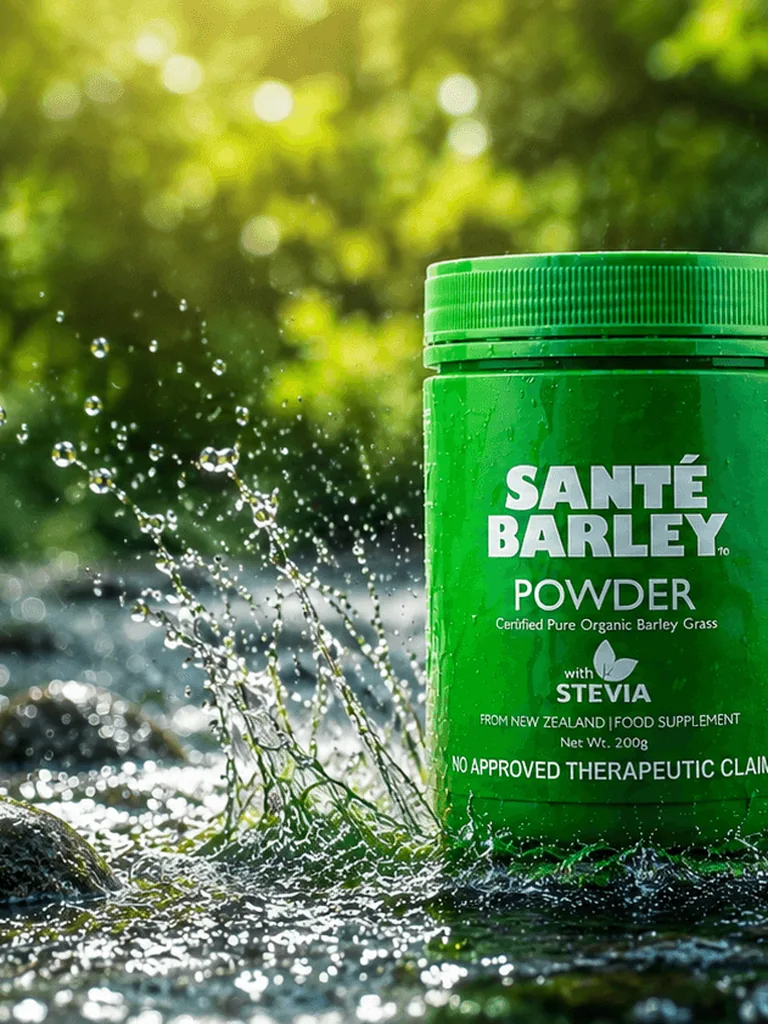 SANTÉ
BARLEY
POWDER
Certified Pure Organic Barley Grass
with
STEVIA
FROM NEW ZEALAND|FOOD SUPPLEMENT
Net Wt. 200g
NO APPROVED THERAPEUTIC CLAIM